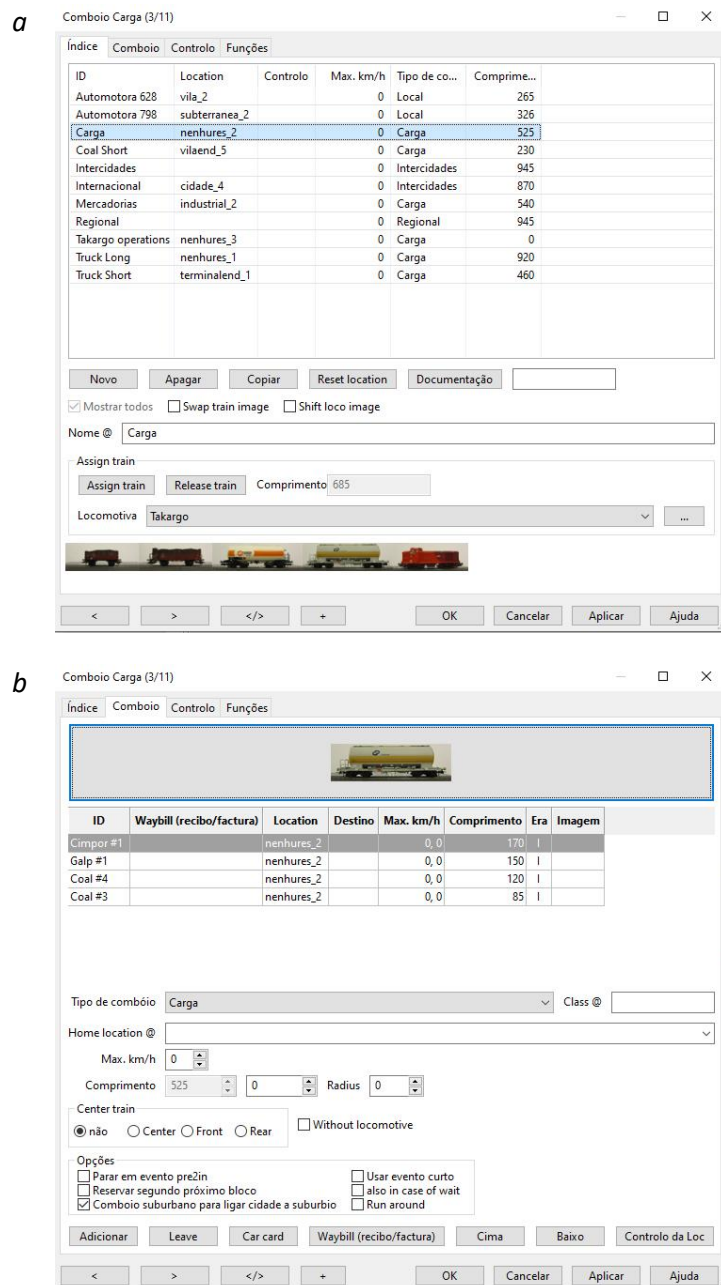 a
Comboio Carga (3/11)
Índice Comboio Controlo Funções
ID Location Controlo Max. km/h Tipo de co... Comprime...
Automotora 628 vila_2 0 Local 265
Automotora 798 subterranea_2 0 Local 326
Carga nenhures_2 0 Carga 525
Coal Short vilaend_5 0 Carga 230
Intercidades 0 Intercidades 945
Internacional cidade_4 0 Intercidades 870
Mercadorias industrial_2 0 Carga 540
Regional 0 Regional 945
Takargo operations nenhures_3 0 Carga 0
Truck Long nenhures_1 0 Carga 920
Truck Short terminalend_1 0 Carga 460
Novo Apagar Copiar Reset location Documentação
Mostrar todos Swap train image Shift loco image
Nome @ Carga
Assign train
Assign train Release train Comprimento 685
Locomotiva Takargo ...
< > </> + OK Cancelar Aplicar Ajuda
b
Comboio Carga (3/11)
Índice Comboio Controlo Funções
ID Waybill (recibo/factura) Location Destino Max. km/h Comprimento Era Imagem
Cimpor #1 nenhures_2 0, 0 170 I
Galp #1 nenhures_2 0, 0 150 I
Coal #4 nenhures_2 0, 0 120 I
Coal #3 nenhures_2 0, 0 85 I
Tipo de combóio Carga Class @
Home location @
Max. km/h 0
Comprimento 525 0 Radius 0
Center train
não Center Front Rear Without locomotive
Opções
Parar em evento pre2in Usar evento curto
Reservar segundo próximo bloco also in case of wait
Comboio suburbano para ligar cidade a suburbio Run around
Adicionar Leave Car card Waybill (recibo/factura) Cima Baixo Controlo da Loc
< > </> + OK Cancelar Aplicar Ajuda